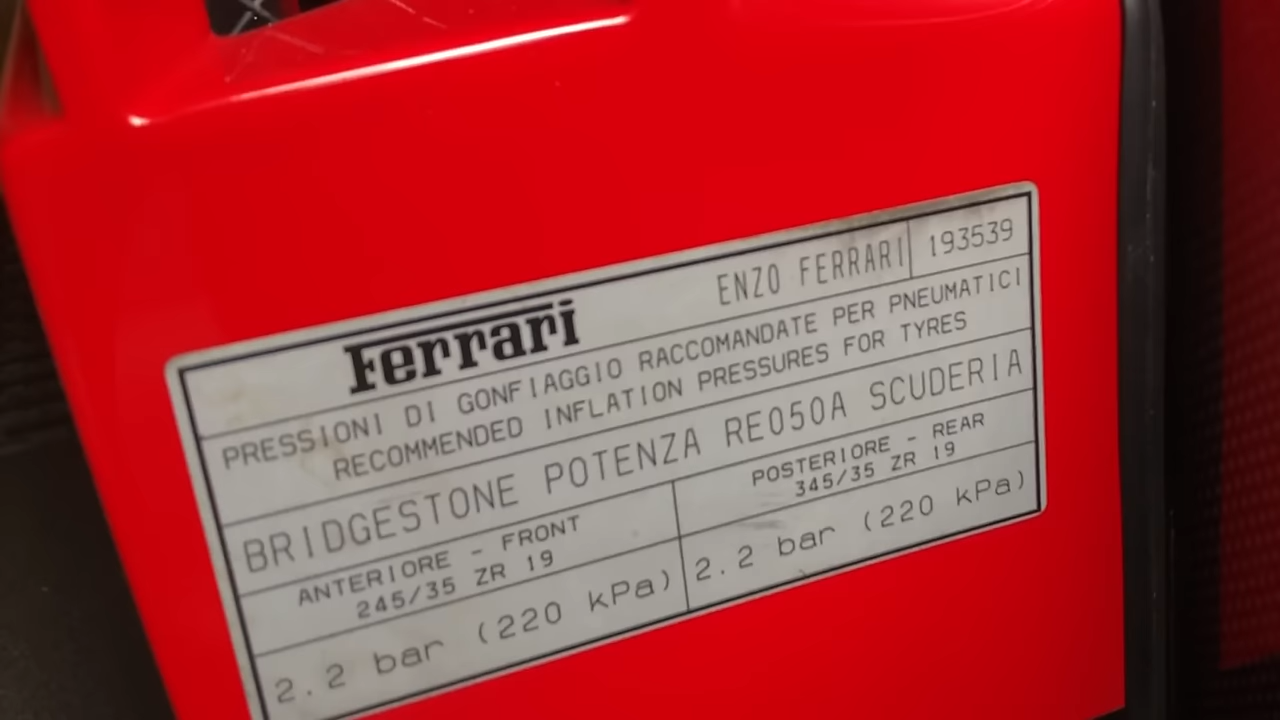 Ferrari ENZO FERRARI 193539
PRESSIONI DI GONFIAGGIO RACCOMANDATE PER PNEUMATICI
RECOMMENDED INFLATION PRESSURES FOR TYRES
BRIDGESTONE POTENZA RE050A SCUDERIA
ANTERIORE - FRONT
245/35 ZR 19
POSTERIORE - REAR
345/35 ZR 19
2.2 bar (220 kPa)
2.2 bar (220 kPa)